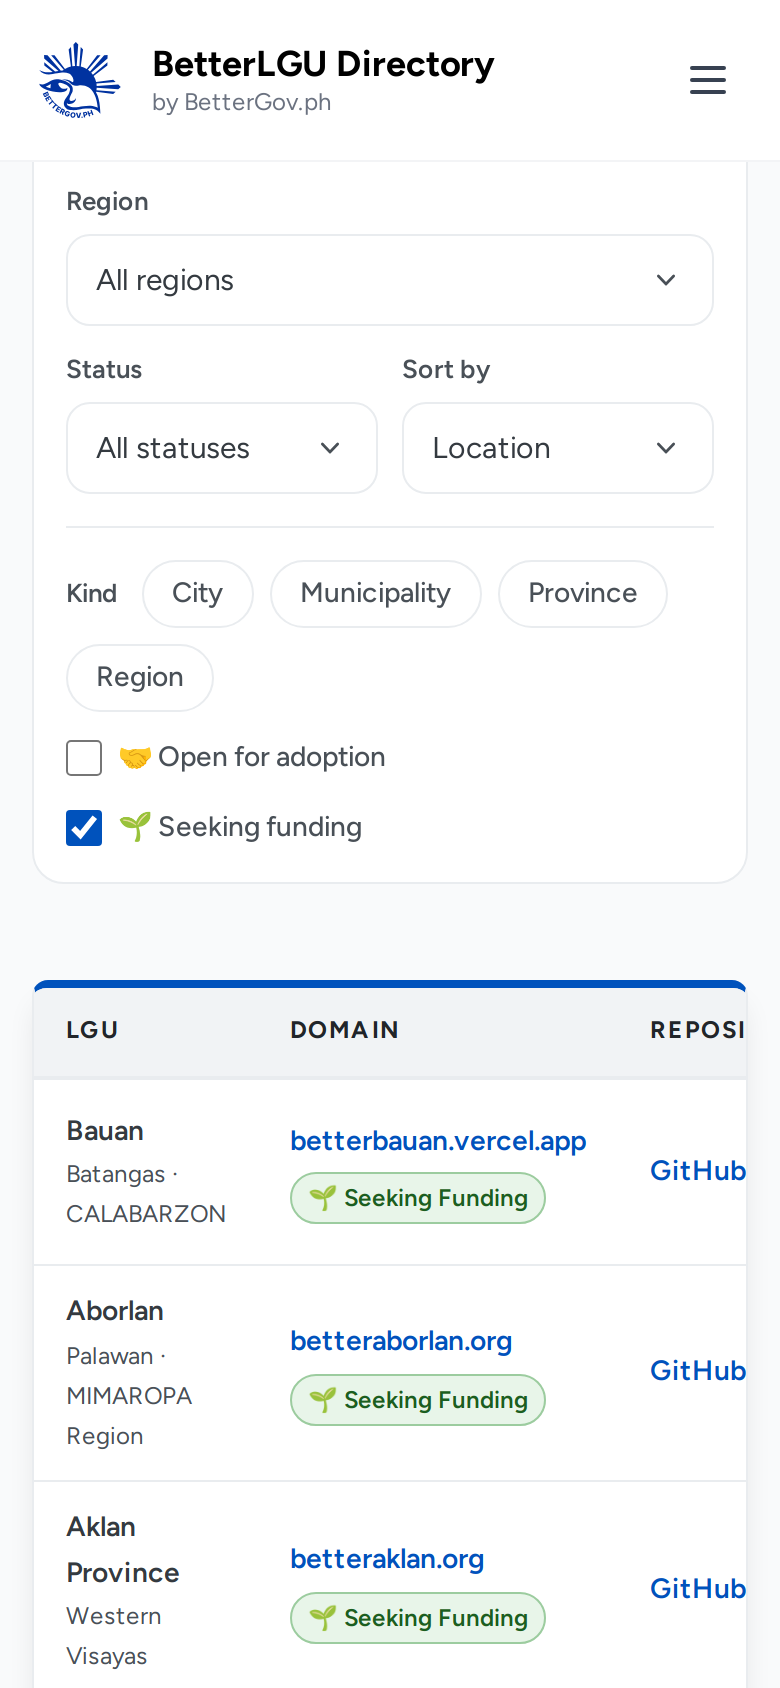 BETTERGOV.PH
BetterLGU Directory
by BetterGov.ph
Region
All regions
Status
Sort by
All statuses
Location
Kind
City
Municipality
Province
Region
🤝 Open for adoption
🌱 Seeking funding
LGU
DOMAIN
REPOSI
Bauan
Batangas ·
CALABARZON
betterbauan.vercel.app
🌱 Seeking Funding
GitHub
Aborlan
Palawan ·
MIMAROPA
Region
betteraborlan.org
🌱 Seeking Funding
GitHub
Aklan
Province
Western
Visayas
betteraklan.org
🌱 Seeking Funding
GitHub